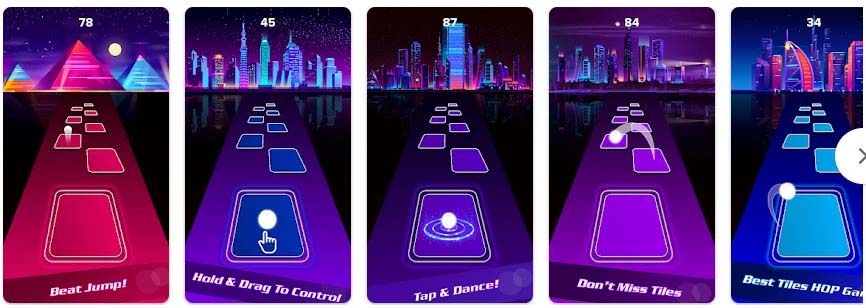 78
Beat Jump!
45
Hold & Drag To Control
87
Tap & Dance!
84
Don't Miss Tiles
34
Best Tiles HOP Ga